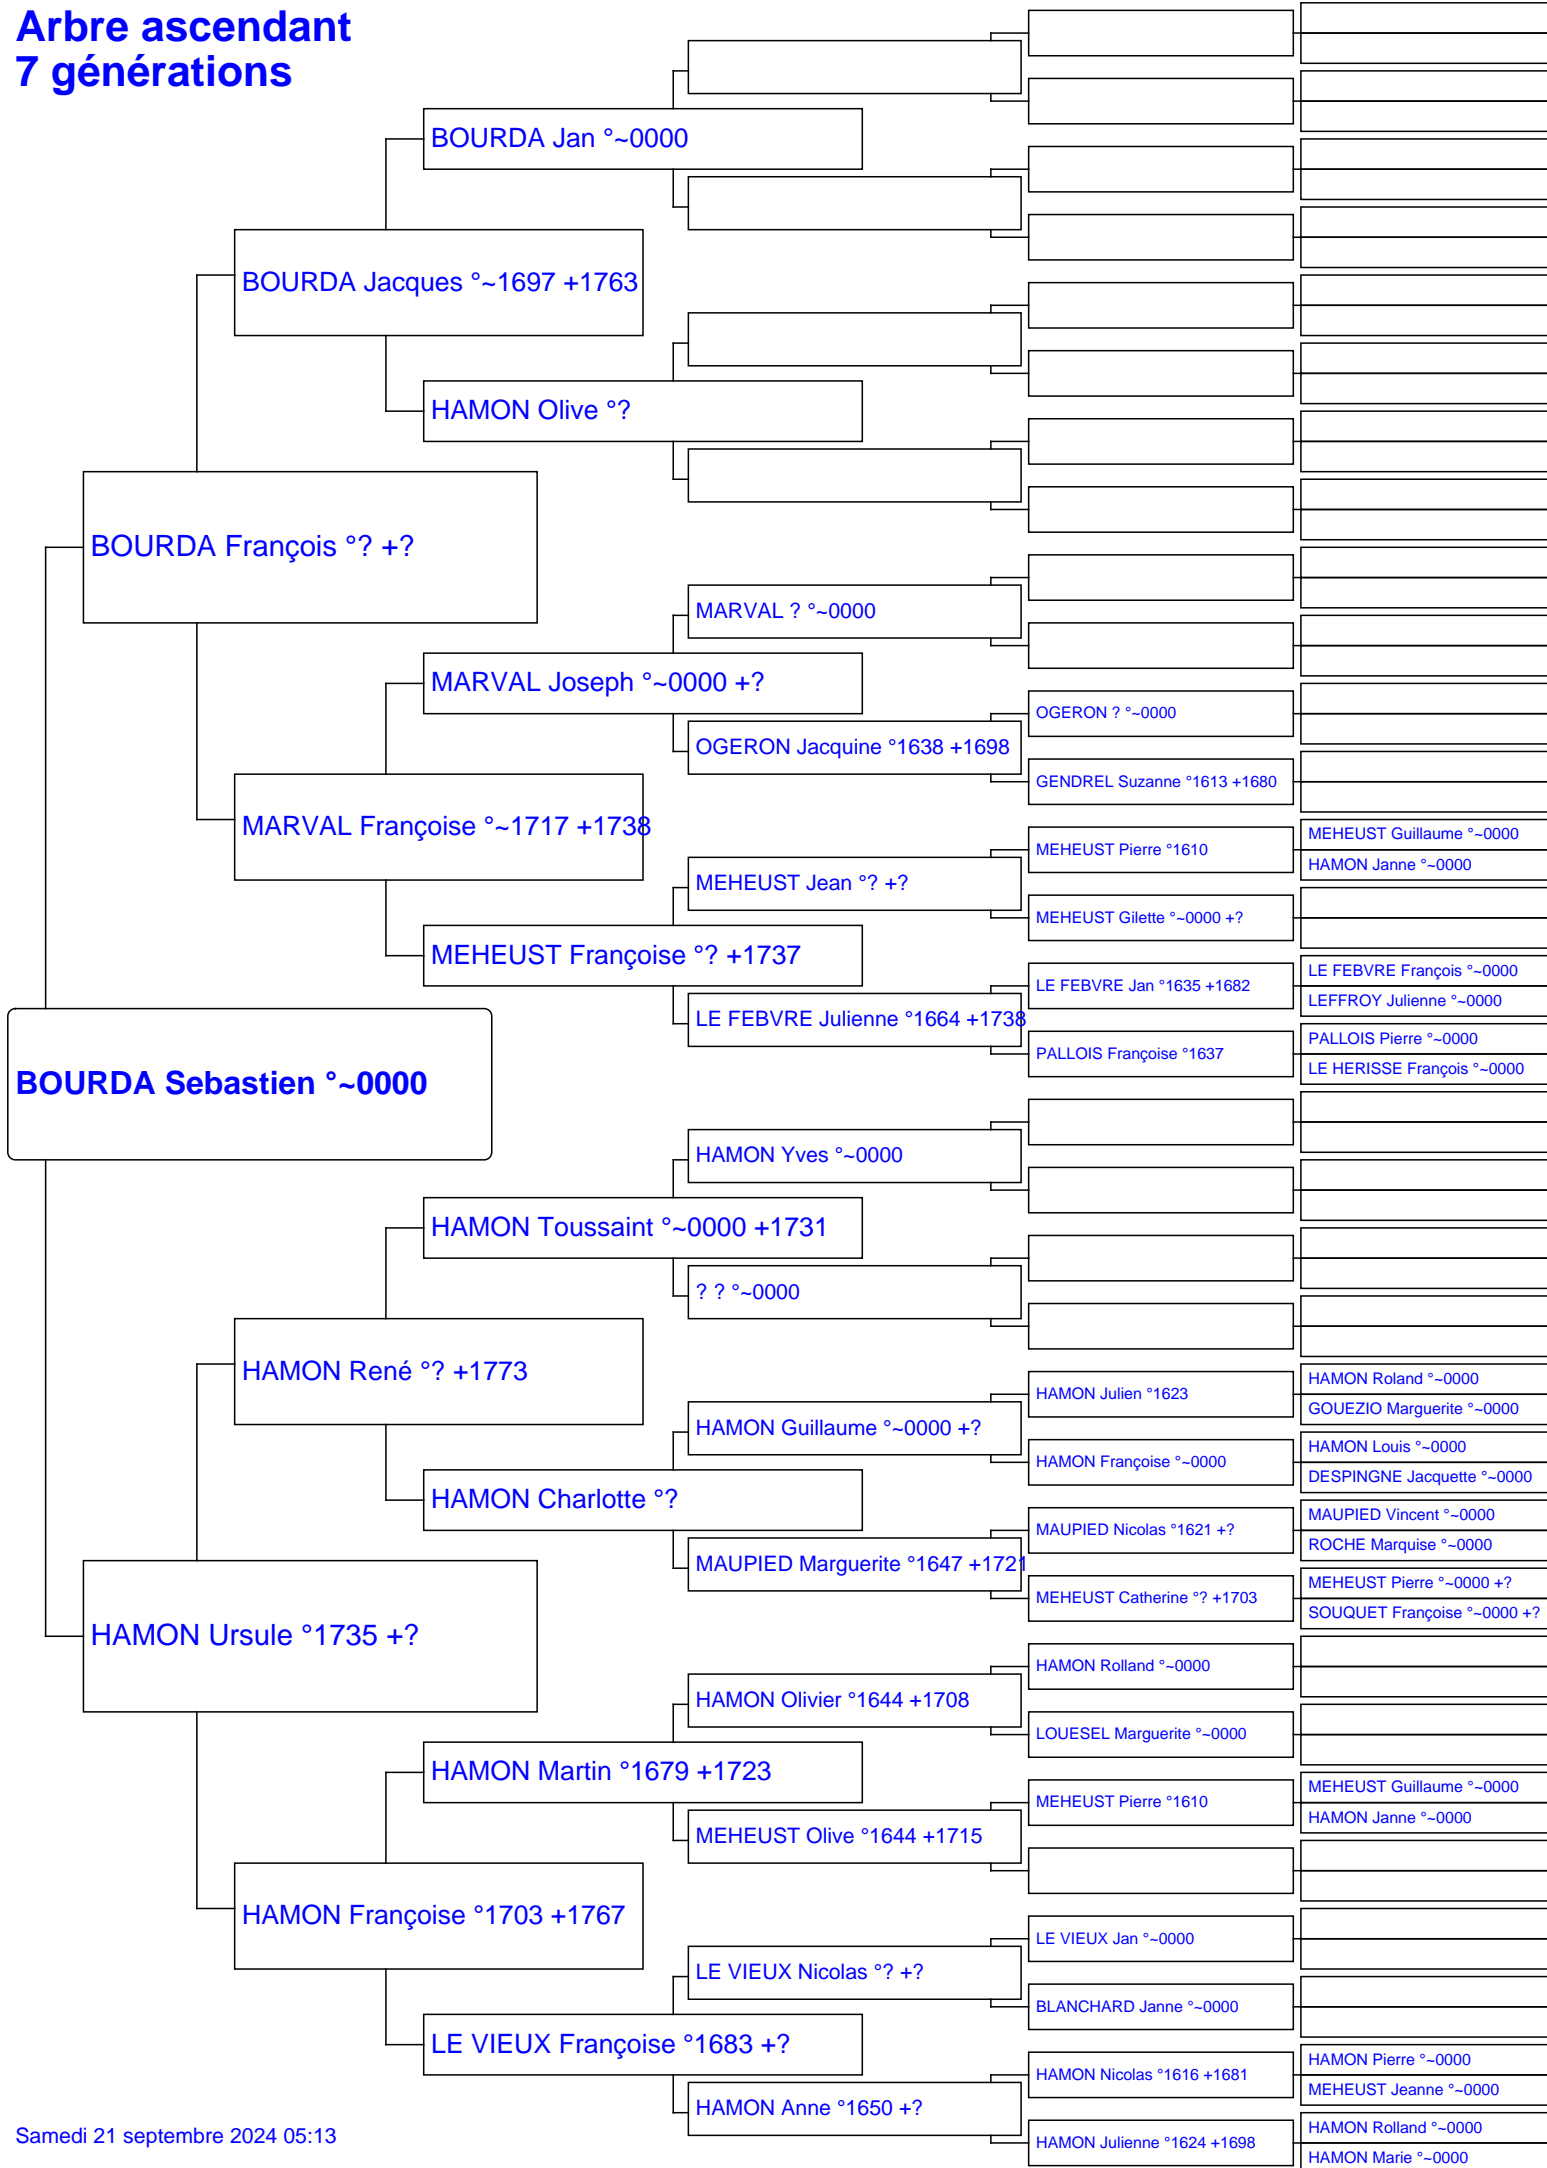 Arbre ascendant
7 générations
BOURDA Jan °~0000
BOURDA Jacques °~1697 +1763
HAMON Olive °?
BOURDA François °? +?
MARVAL ? °~0000
MARVAL Joseph °~0000 +?
OGERON ? °~0000
OGERON Jacquine °1638 +1698
GENDREL Suzanne °1613 +1680
MARVAL Françoise °~1717 +1738
MEHEUST Guillaume °~0000
MEHEUST Pierre °1610
HAMON Janne °~0000
MEHEUST Jean °? +?
MEHEUST Gilette °~0000 +?
MEHEUST Françoise °? +1737
LE FEBVRE François °~0000
LE FEBVRE Jan °1635 +1682
LEFFROY Julienne °~0000
LE FEBVRE Julienne °1664 +1738
PALLOIS Pierre °~0000
PALLOIS Françoise °1637
LE HERISSE François °~0000
BOURDA Sebastien °~0000
HAMON Yves °~0000
HAMON Toussaint °~0000 +1731
? ? °~0000
HAMON René °? +1773
HAMON Roland °~0000
HAMON Julien °1623
GOUEZIO Marguerite °~0000
HAMON Guillaume °~0000 +?
HAMON Louis °~0000
HAMON Françoise °~0000
DESPINGNE Jacquette °~0000
HAMON Charlotte °?
MAUPIED Vincent °~0000
MAUPIED Nicolas °1621 +?
ROCHE Marquise °~0000
MAUPIED Marguerite °1647 +1721
MEHEUST Pierre °~0000 +?
MEHEUST Catherine °? +1703
SOUQUET Françoise °~0000 +?
HAMON Ursule °1735 +?
HAMON Rolland °~0000
HAMON Olivier °1644 +1708
LOUESEL Marguerite °~0000
HAMON Martin °1679 +1723
MEHEUST Guillaume °~0000
MEHEUST Pierre °1610
HAMON Janne °~0000
MEHEUST Olive °1644 +1715
HAMON Françoise °1703 +1767
LE VIEUX Jan °~0000
LE VIEUX Nicolas °? +?
BLANCHARD Janne °~0000
LE VIEUX Françoise °1683 +?
HAMON Pierre °~0000
HAMON Nicolas °1616 +1681
MEHEUST Jeanne °~0000
HAMON Anne °1650 +?
HAMON Rolland °~0000
HAMON Julienne °1624 +1698
HAMON Marie °~0000
Samedi 21 septembre 2024 05:13